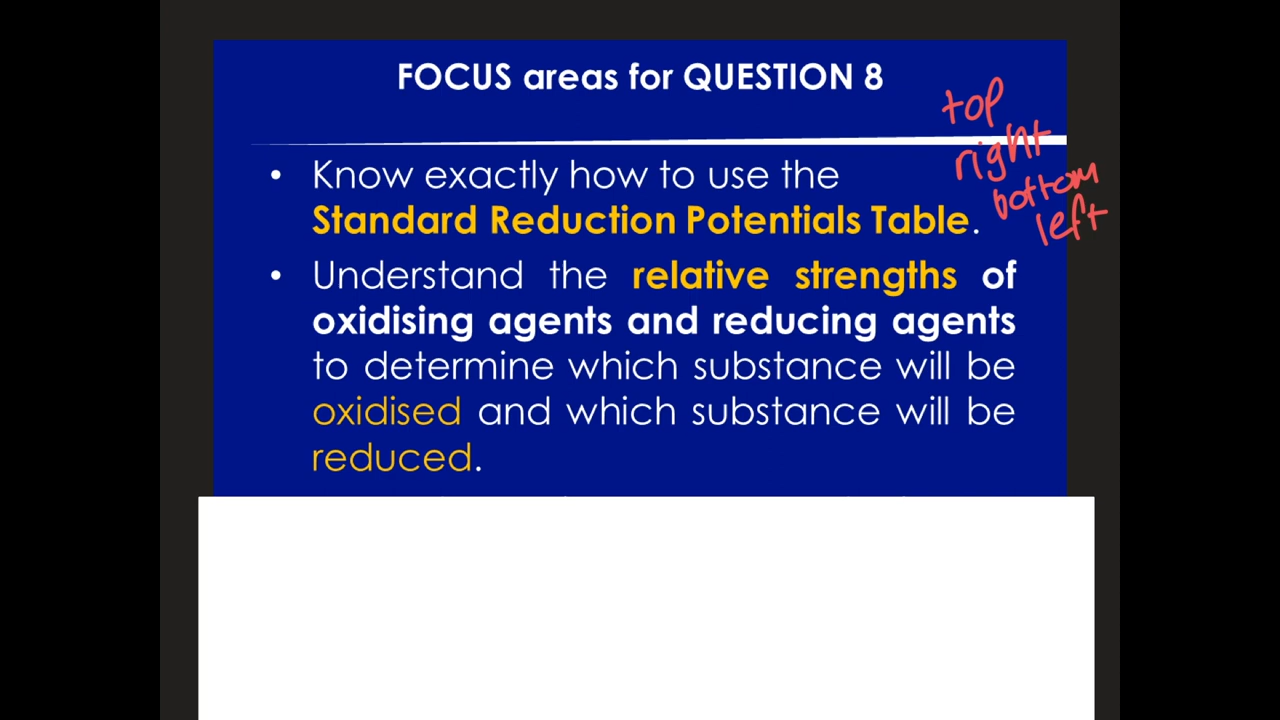 FOCUS areas for QUESTION 8
top
right
bottom
left
• Know exactly how to use the
Standard Reduction Potentials Table.
• Understand the relative strengths of
oxidising agents and reducing agents
to determine which substance will be
oxidised and which substance will be
reduced.